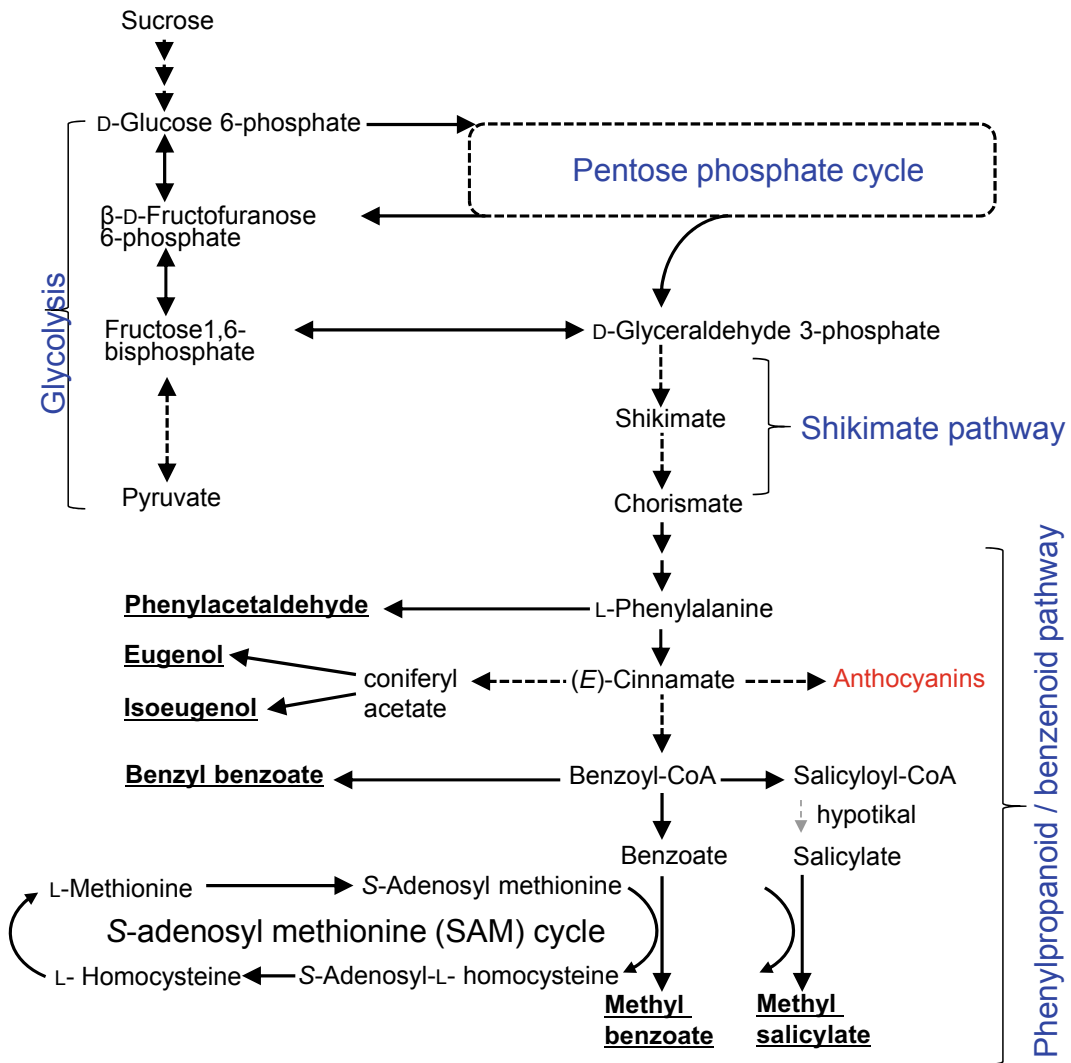 Sucrose
D-Glucose 6-phosphate
Pentose phosphate cycle
β-D-Fructofuranose
6-phosphate
Glycolysis
Fructose1,6-
bisphosphate
D-Glyceraldehyde 3-phosphate
Shikimate
Shikimate pathway
Pyruvate
Chorismate
Phenylpropanoid / benzenoid pathway
Phenylacetaldehyde
L-Phenylalanine
Eugenol
coniferyl
acetate
(E)-Cinnamate
Anthocyanins
Isoeugenol
Benzyl benzoate
Benzoyl-CoA
Salicyloyl-CoA
hypotikal
Benzoate
Salicylate
L-Methionine
S-Adenosyl methionine
S-adenosyl methionine (SAM) cycle
L- Homocysteine
S-Adenosyl-L- homocysteine
Methyl
benzoate
Methyl
salicylate